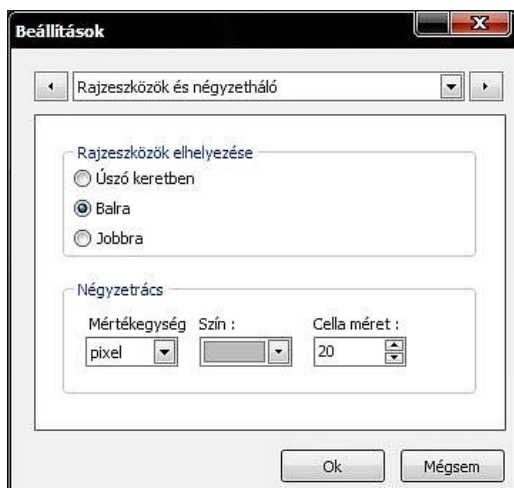 Beállítások
Rajzeszközök és négyzetháló
Rajzeszközök elhelyezése
Úszó keretben
Balra
Jobbra
Négyzetrács
Mértékegység Szín : Cella méret :
pixel 20
Ok Mégsem